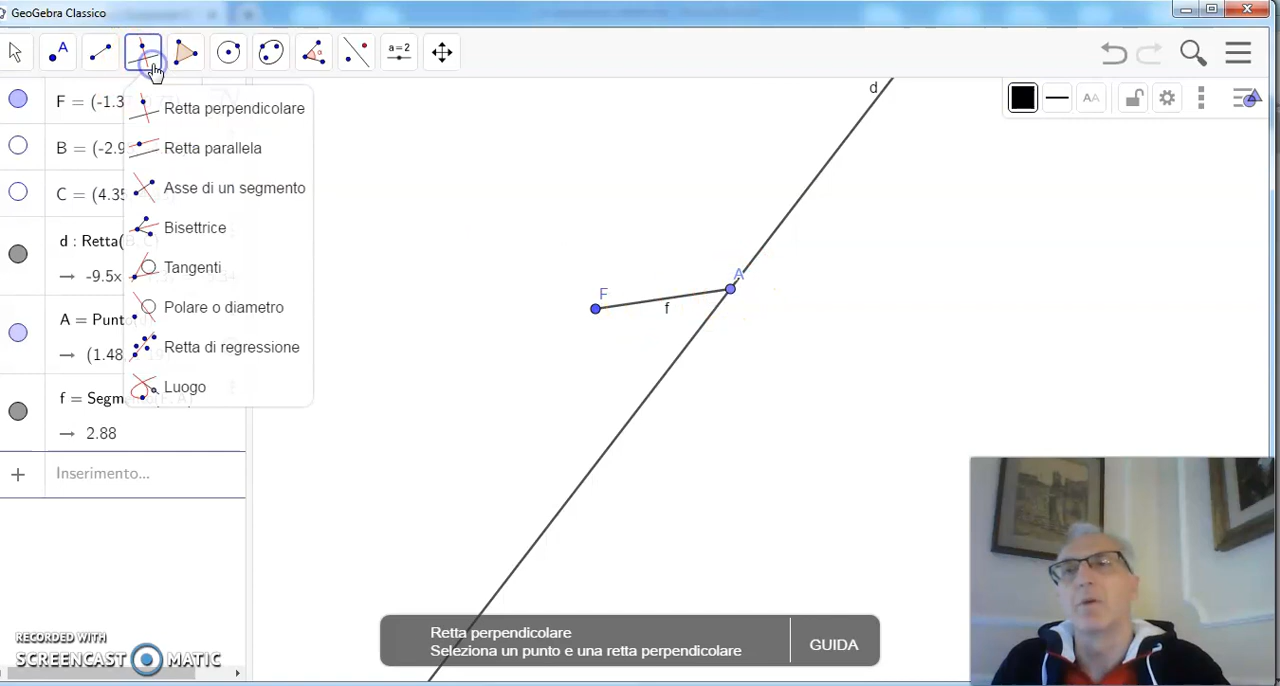 GeoGebra Classico
a=2
F = (-1.3
B = (-2.9
C = (4.35
d : Retta(
→ -9.5x
A = Punto(
→ (1.48
f = Segm
→ 2.88
+ Inserimento...
Retta perpendicolare
Retta parallela
Asse di un segmento
Bisettrice
Tangenti
Polare o diametro
Retta di regressione
Luogo
AA
d
A
F
f
Retta perpendicolare
Seleziona un punto e una retta perpendicolare
GUIDA
RECORDED WITH
SCREENCAST MATIC